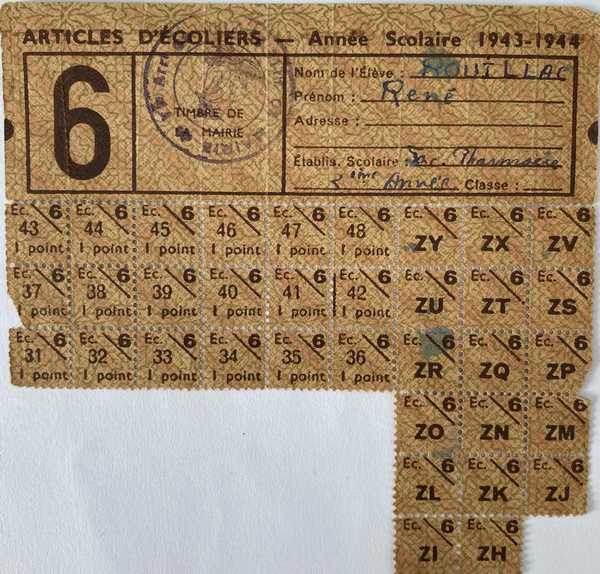 ARTICLES D'ÉCOLIERS — Année Scolaire 1943-1944
6
TIMBRE DE
LA MAIRIE
Nom de l'Élève :
Prénom : René
Adresse :
Établis. Scolaire : Fac. Pharmacie
2ème Année Classe :
Ec. 6 Ec. 6 Ec. 6 Ec. 6 Ec. 6 Ec. 6 Ec. 6 Ec. 6 Ec. 6
43 44 45 46 47 48 ZY ZX ZV
1 point 1 point 1 point 1 point 1 point 1 point
Ec. 6 Ec. 6 Ec. 6 Ec. 6 Ec. 6 Ec. 6 Ec. 6 Ec. 6 Ec. 6
37 38 39 40 41 42 ZU ZT ZS
1 point 1 point 1 point 1 point 1 point 1 point
Ec. 6 Ec. 6 Ec. 6 Ec. 6 Ec. 6 Ec. 6 Ec. 6 Ec. 6 Ec. 6
31 32 33 34 35 36 ZR ZQ ZP
1 point 1 point 1 point 1 point 1 point 1 point
Ec. 6 Ec. 6 Ec. 6
ZO ZN ZM
Ec. 6 Ec. 6 Ec. 6
ZL ZK ZJ
Ec. 6 Ec. 6
ZI ZH